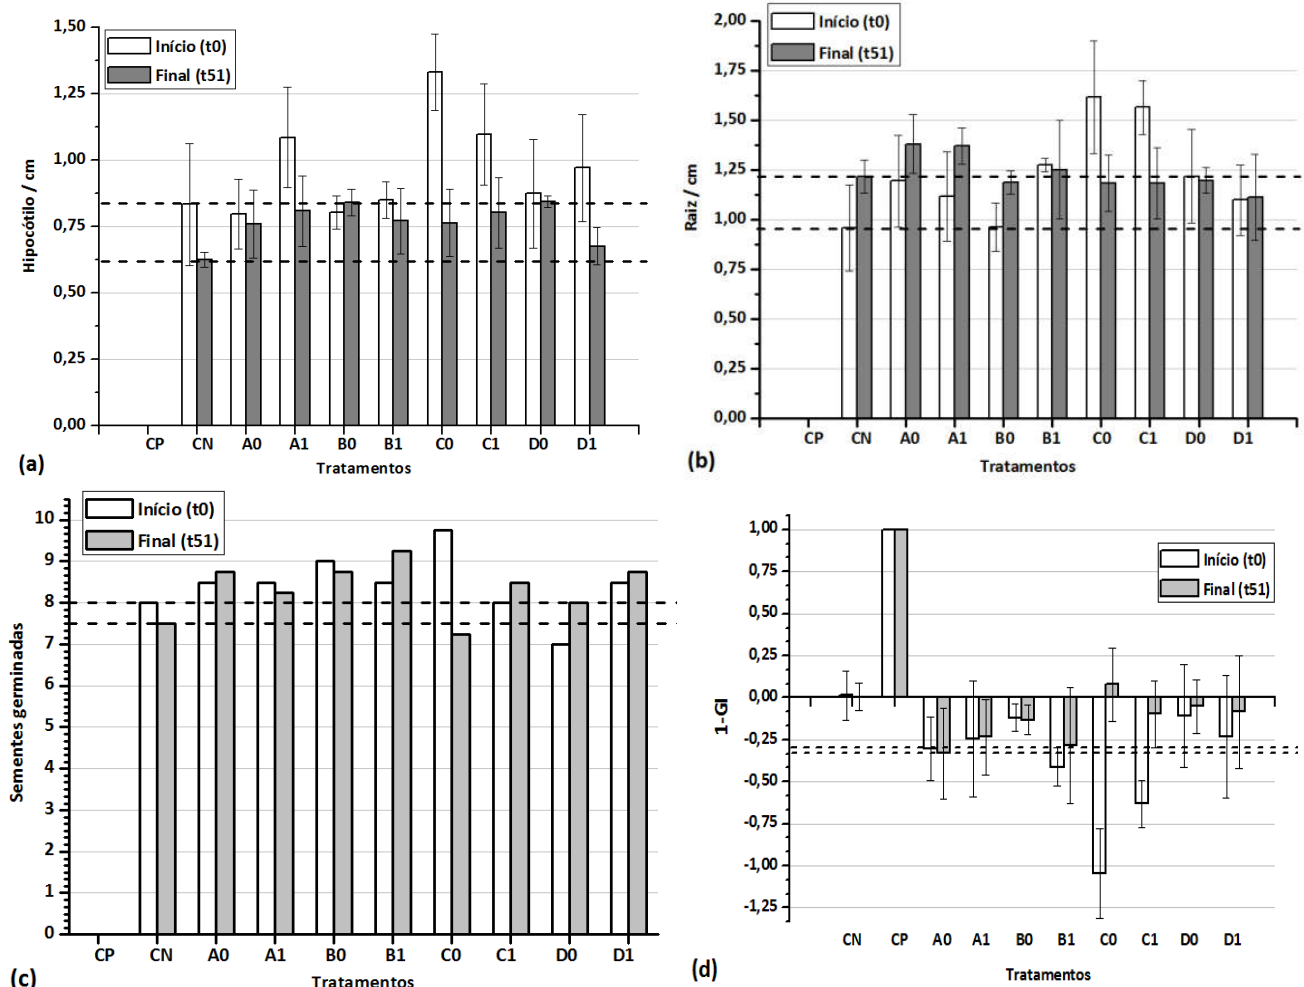 1,50
1,25
1,00
0,75
0,50
0,25
0,00
Hipocótilo / cm
Início (t0)
Final (t51)
CP CN A0 A1 B0 B1 C0 C1 D0 D1
Tratamentos
(a)
2,00
1,75
1,50
1,25
1,00
0,75
0,50
0,25
0,00
Raiz / cm
Início (t0)
Final (t51)
CP CN A0 A1 B0 B1 C0 C1 D0 D1
Tratamentos
(b)
10
9
8
7
6
5
4
3
2
1
0
Sementes germinadas
Início (t0)
Final (t51)
CP CN A0 A1 B0 B1 C0 C1 D0 D1
Tratamentos
(c)
1,00
0,75
0,50
0,25
0,00
-0,25
-0,50
-0,75
-1,00
-1,25
1-GI
Início (t0)
Final (t51)
CN CP A0 A1 B0 B1 C0 C1 D0 D1
Tratamentos
(d)